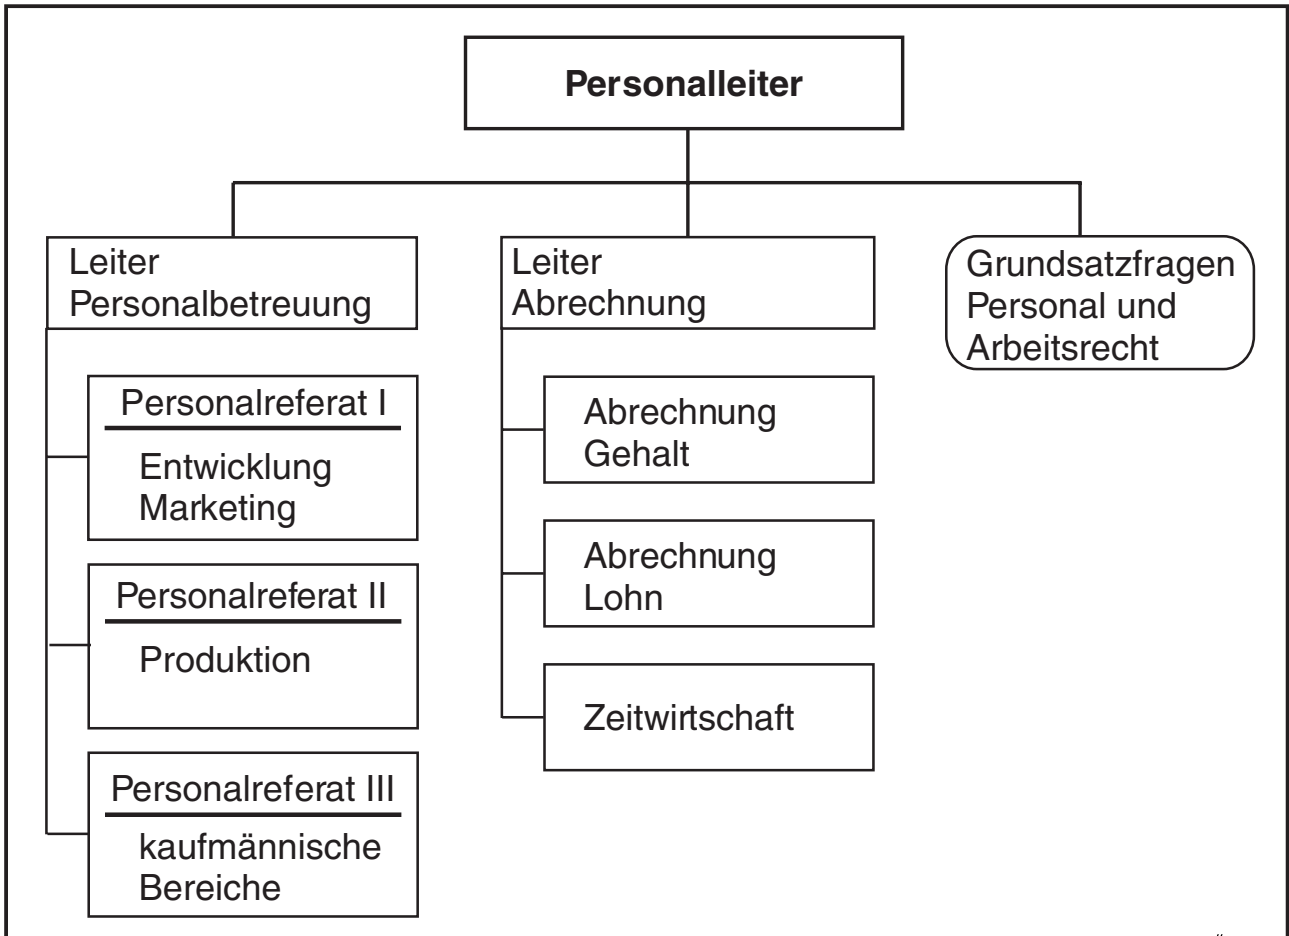 Personalleiter
Leiter
Personalbetreuung
Personalreferat I
Entwicklung
Marketing
Personalreferat II
Produktion
Personalreferat III
kaufmännische
Bereiche
Leiter
Abrechnung
Abrechnung
Gehalt
Abrechnung
Lohn
Zeitwirtschaft
Grundsatzfragen
Personal und
Arbeitsrecht